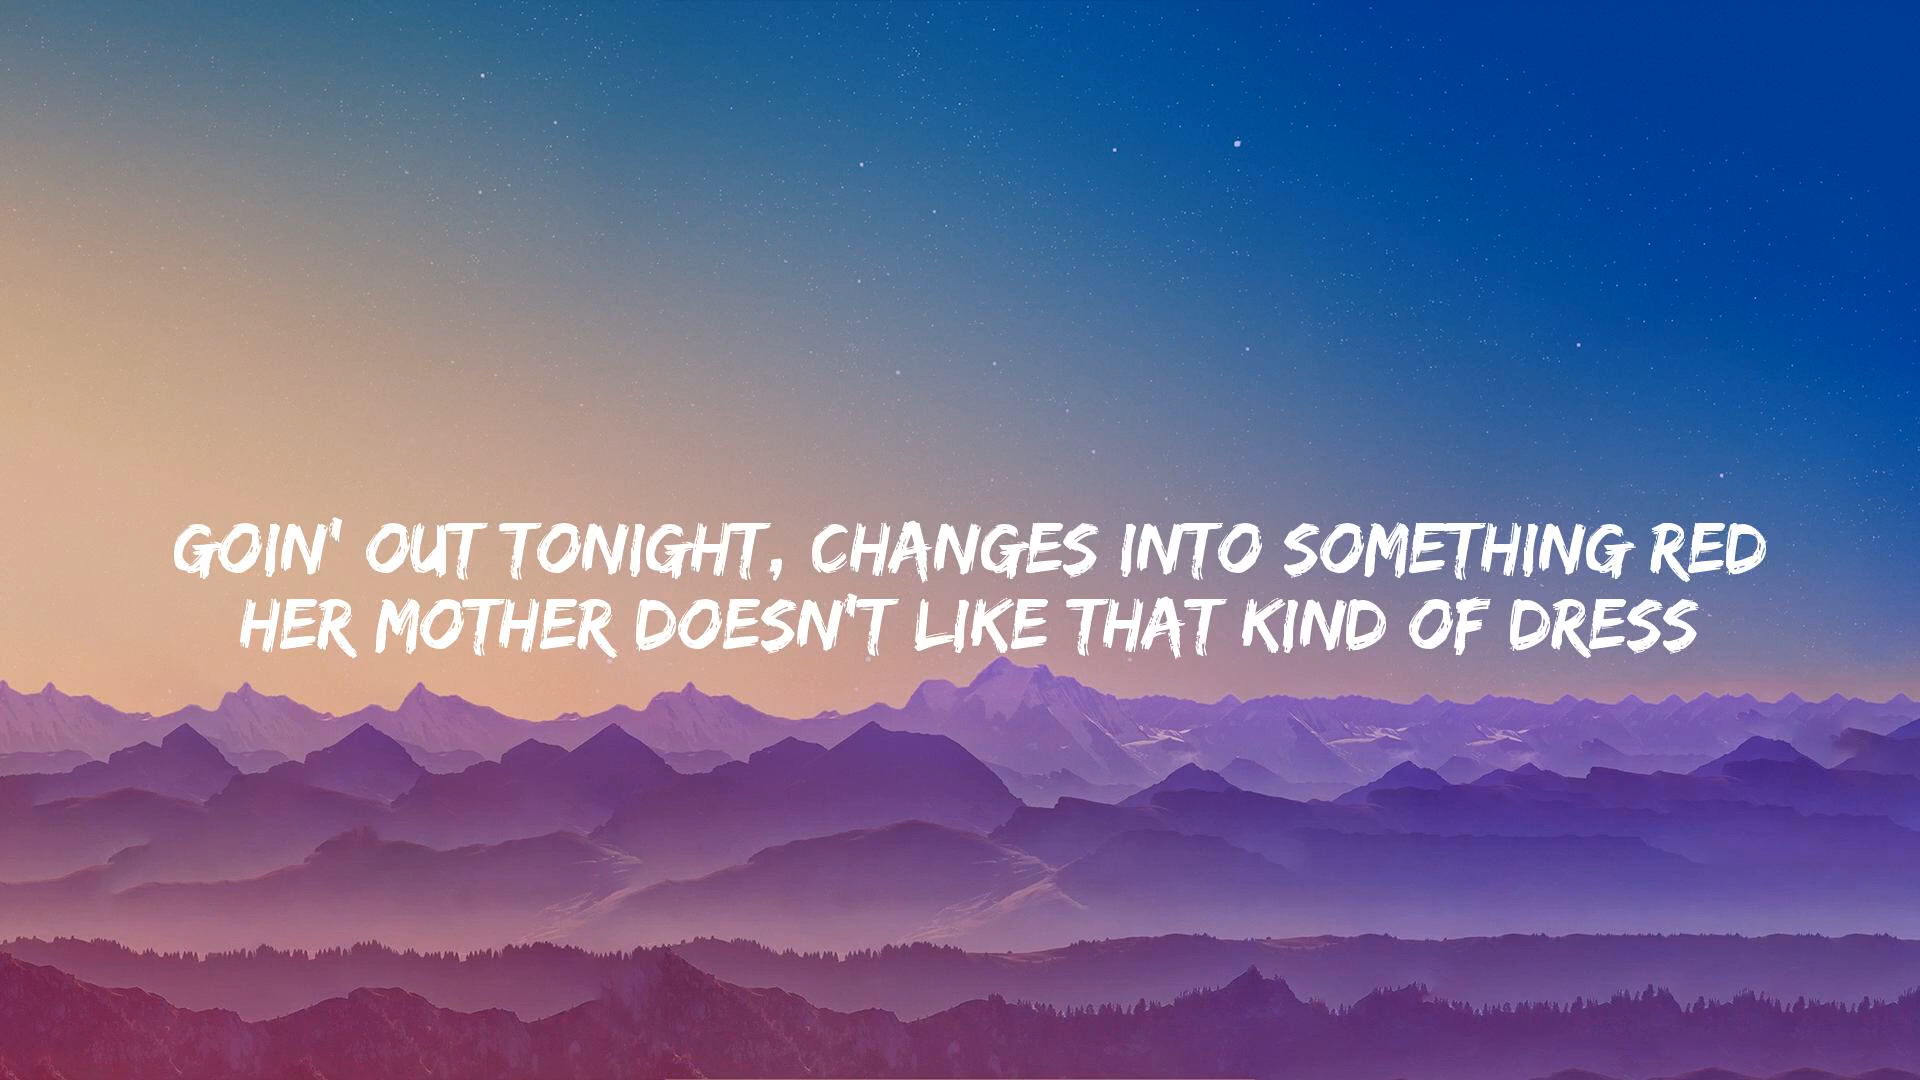 GOIN' OUT TONIGHT, CHANGES INTO SOMETHING RED
HER MOTHER DOESN'T LIKE THAT KIND OF DRESS